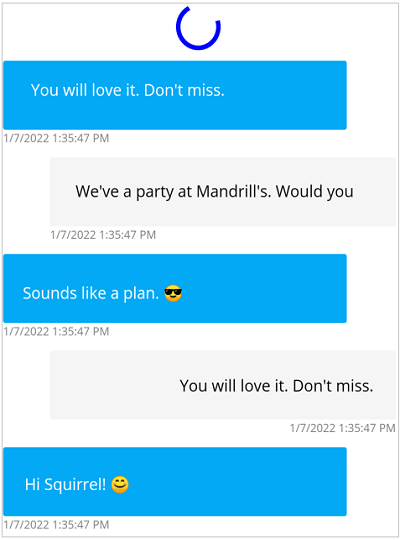 You will love it. Don't miss.
1/7/2022 1:35:47 PM
We've a party at Mandrill's. Would you
1/7/2022 1:35:47 PM
Sounds like a plan. 😎
1/7/2022 1:35:47 PM
You will love it. Don't miss.
1/7/2022 1:35:47 PM
Hi Squirrel! 😊
1/7/2022 1:35:47 PM